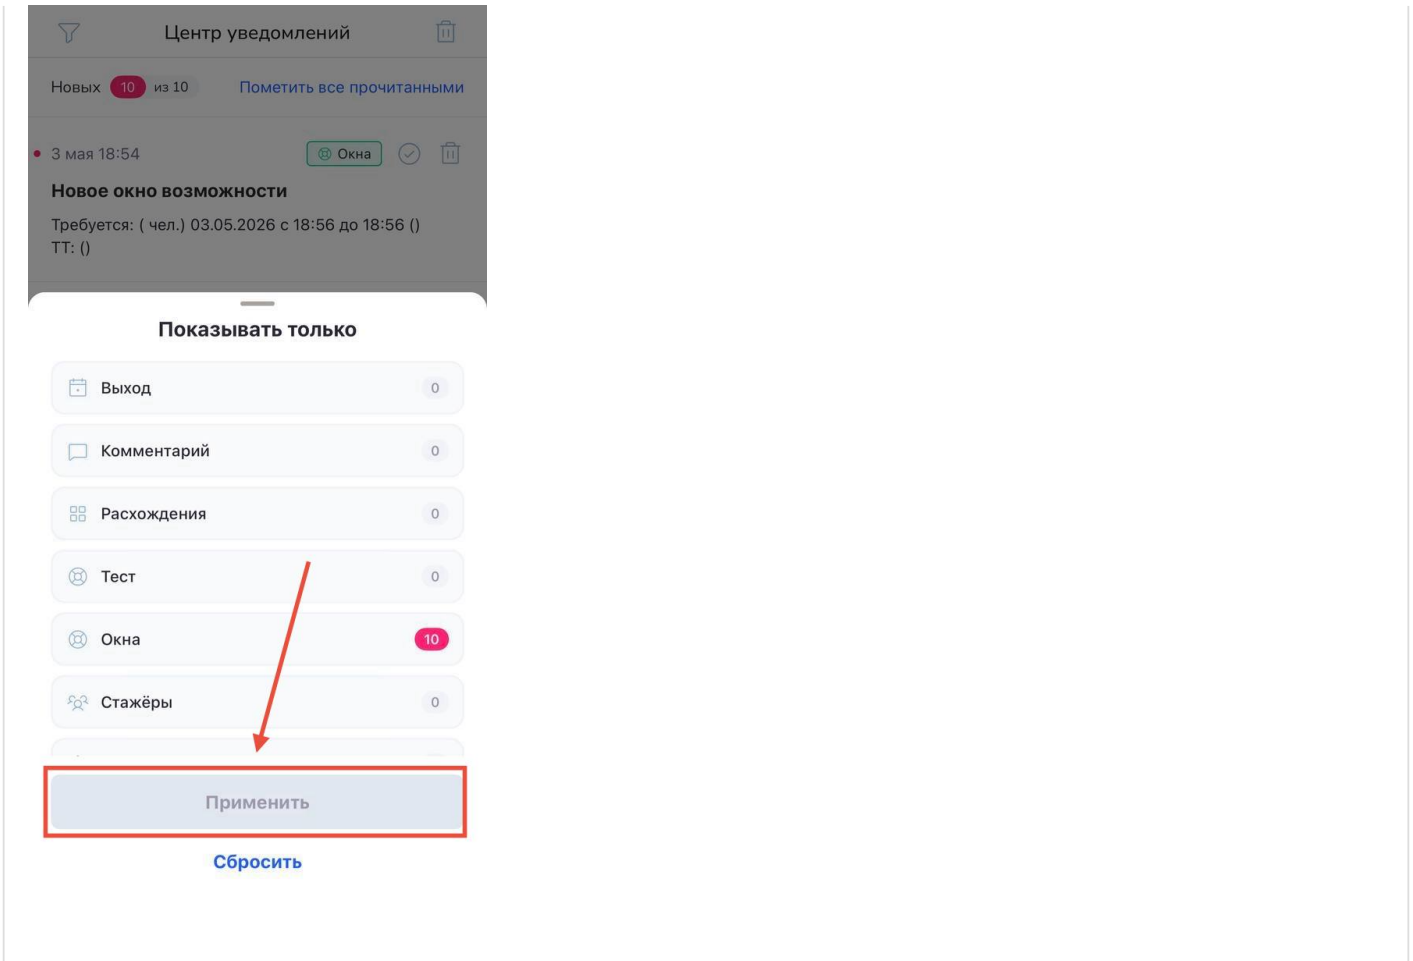 Центр уведомлений
Новых 10 из 10 Пометить все прочитанными
3 мая 18:54 Окна
Новое окно возможности
Требуется: ( чел.) 03.05.2026 с 18:56 до 18:56 ()
ТТ: ()
Показывать только
Выход 0
Комментарий 0
Расхождения 0
Тест 0
Окна 10
Стажёры 0
Применить
Сбросить